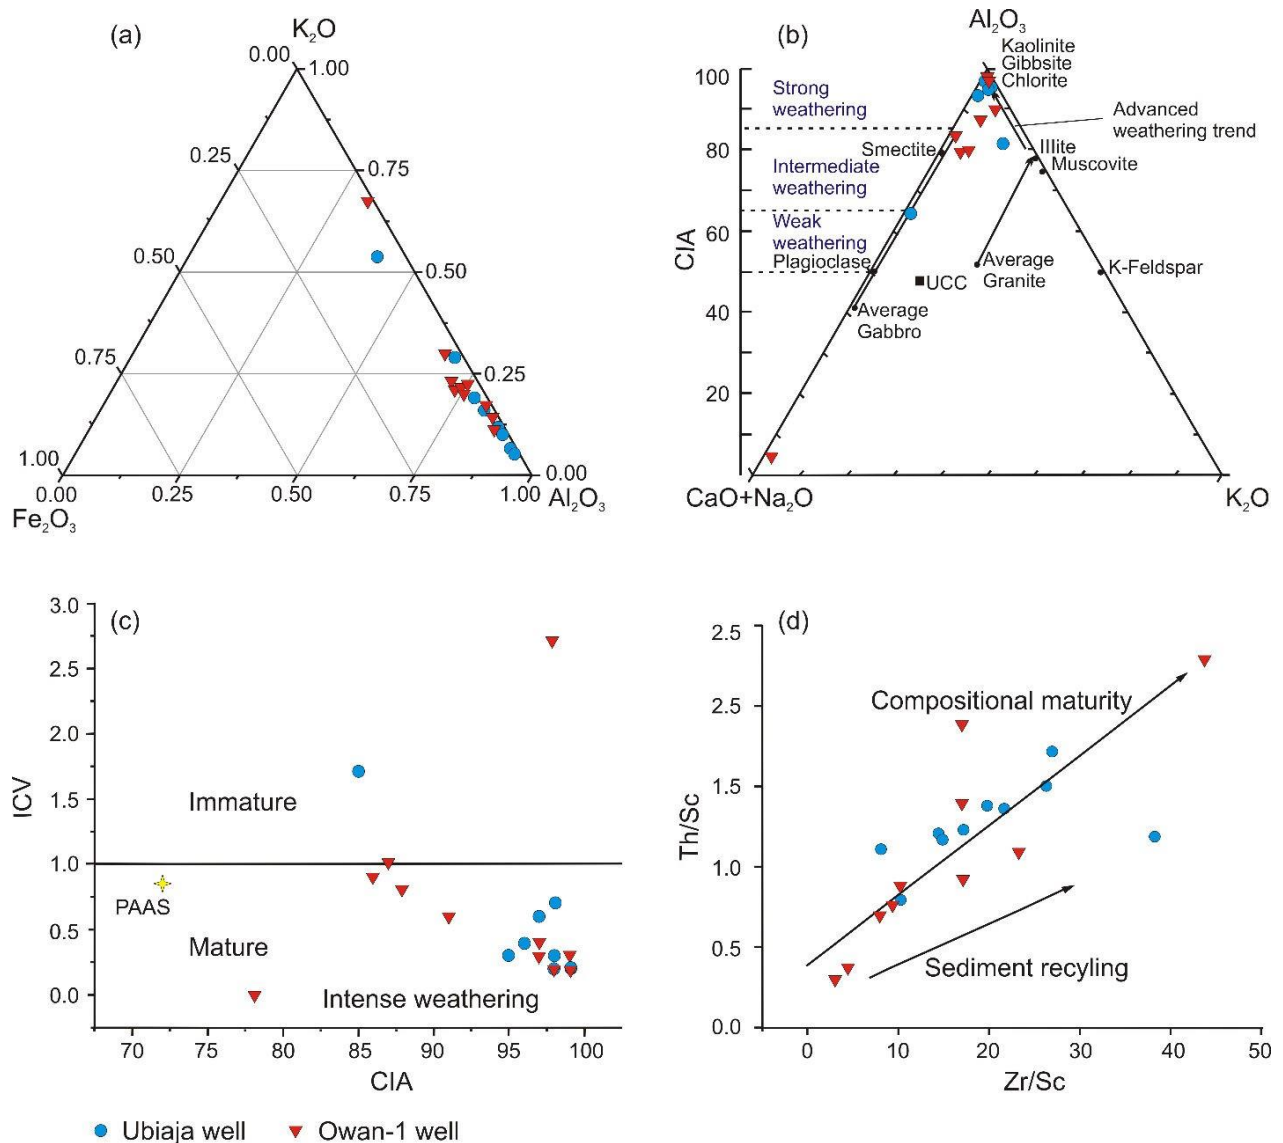 (a)
K₂O
0.00
1.00
0.25
0.75
0.50
0.50
0.75
0.25
1.00
0.00
0.00
0.25
0.50
0.75
1.00
Fe₂O₃
Al₂O₃
(b)
Al₂O₃
Kaolinite
Gibbsite
Chlorite
CIA
100
80
60
40
20
Strong
weathering
Advanced
weathering trend
Smectite
Illite
Muscovite
Intermediate
weathering
Weak
weathering
Plagioclase
Average
Granite
UCC
K-Feldspar
Average
Gabbro
CaO+Na₂O
K₂O
(c)
ICV
3.0
2.5
2.0
1.5
1.0
0.5
0.0
Immature
PAAS
Mature
Intense weathering
70
75
80
85
90
95
100
CIA
(d)
Th/Sc
2.5
2.5
1.5
1.0
0.5
0.0
Compositional maturity
Sediment recyling
0
10
20
30
40
50
Zr/Sc
Ubiaja well
Owan-1 well